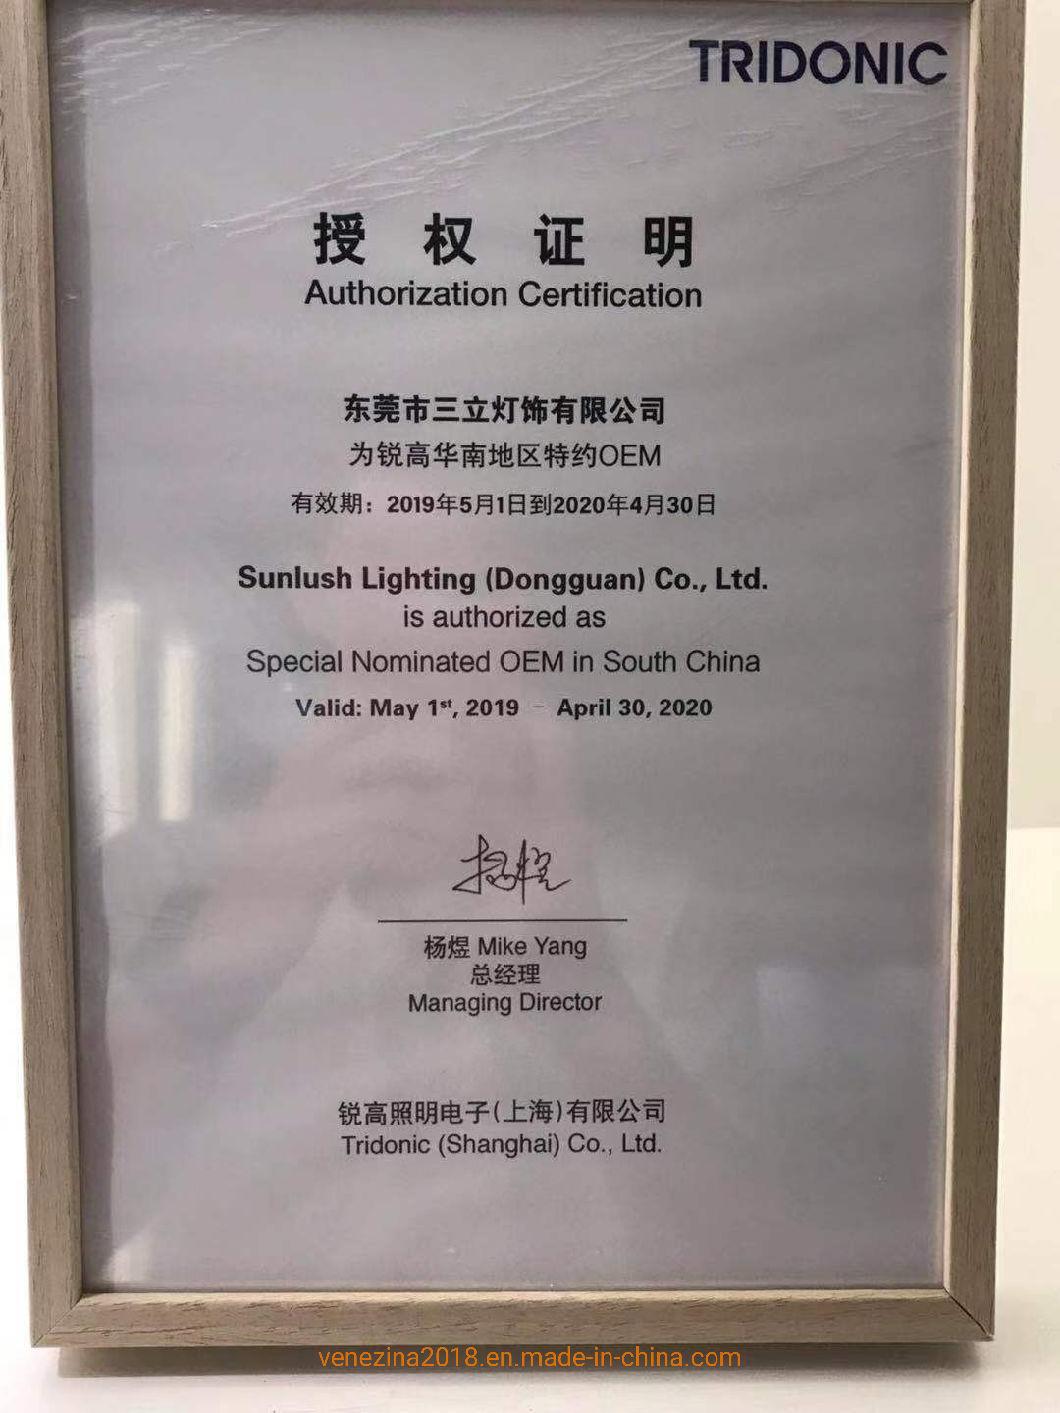 TRIDONIC
授权证明
Authorization Certification
东莞市三立灯饰有限公司
为锐高华南地区特约OEM
有效期：2019年5月1日到2020年4月30日
Sunlush Lighting (Dongguan) Co., Ltd.
is authorized as
Special Nominated OEM in South China
Valid: May 1st, 2019 – April 30, 2020
杨煜
杨煜 Mike Yang
总经理
Managing Director
锐高照明电子(上海)有限公司
Tridonic (Shanghai) Co., Ltd.
venezina2018.en.made-in-china.com